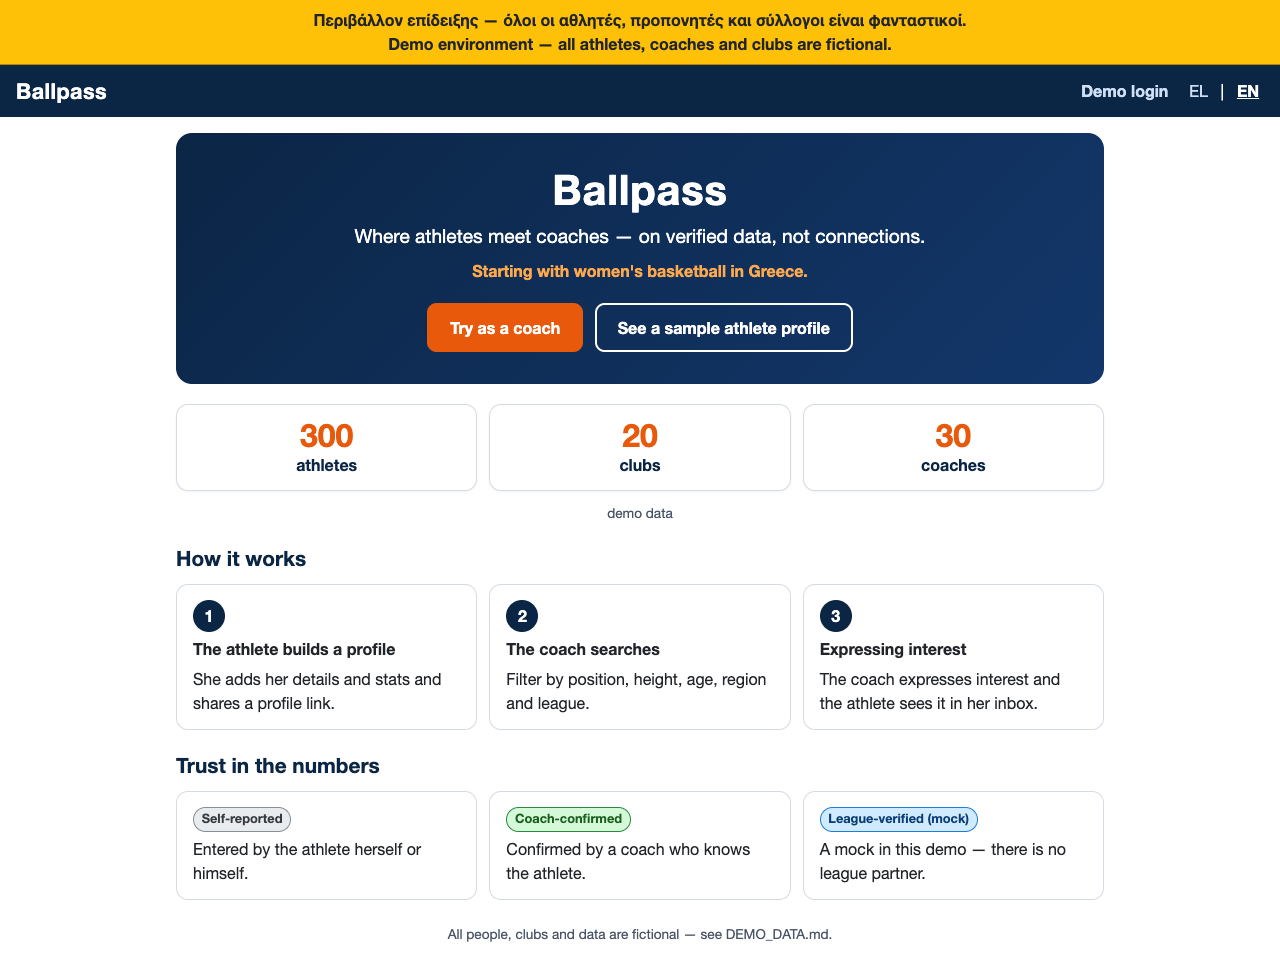 Περιβάλλον επίδειξης — όλοι οι αθλητές, προπονητές και σύλλογοι είναι φανταστικοί.
Demo environment — all athletes, coaches and clubs are fictional.
Ballpass
Demo login EL | EN
Ballpass
Where athletes meet coaches — on verified data, not connections.
Starting with women's basketball in Greece.
Try as a coach
See a sample athlete profile
300
athletes
20
clubs
30
coaches
demo data
How it works
1
The athlete builds a profile
She adds her details and stats and
shares a profile link.
2
The coach searches
Filter by position, height, age, region
and league.
3
Expressing interest
The coach expresses interest and
the athlete sees it in her inbox.
Trust in the numbers
Self-reported
Entered by the athlete herself or
himself.
Coach-confirmed
Confirmed by a coach who knows
the athlete.
League-verified (mock)
A mock in this demo — there is no
league partner.
All people, clubs and data are fictional — see DEMO_DATA.md.